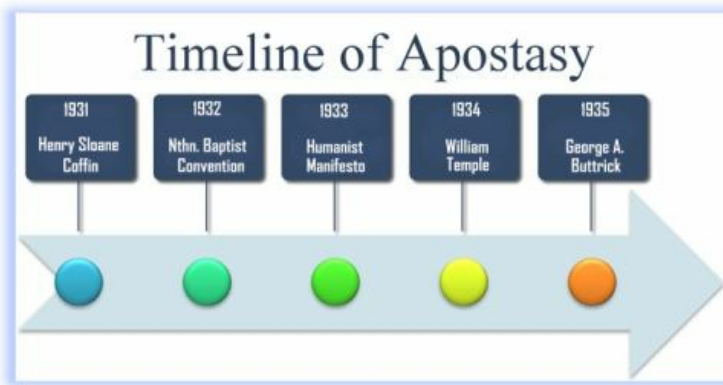 Timeline of Apostasy
1931
Henry Sloane
Coffin
1932
Nthn. Baptist
Convention
1933
Humanist
Manifesto
1934
William
Temple
1935
George A.
Buttrick